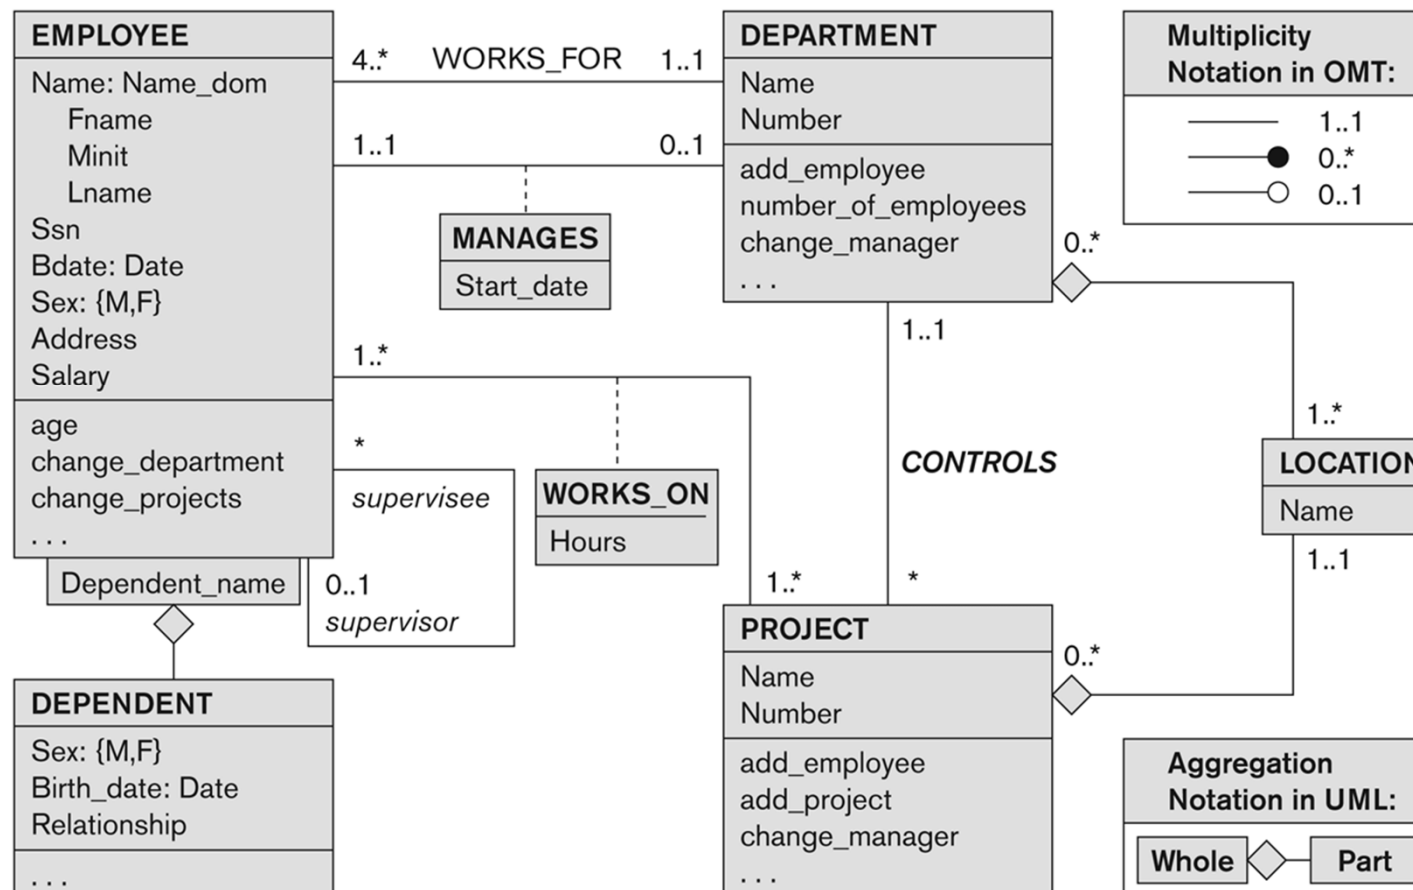 EMPLOYEE
Name: Name_dom
Fname
Minit
Lname
Ssn
Bdate: Date
Sex: {M,F}
Address
Salary
age
change_department
change_projects
. . .
Dependent_name
4..*
WORKS_FOR
1..1
1..1
0..1
MANAGES
Start_date
1..*
*
supervisee
0..1
supervisor
WORKS_ON
Hours
1..*
DEPARTMENT
Name
Number
add_employee
number_of_employees
change_manager
. . .
0..*
1..1
CONTROLS
*
1..*
LOCATION
Name
1..1
0..*
PROJECT
Name
Number
add_employee
add_project
change_manager
. . .
DEPENDENT
Sex: {M,F}
Birth_date: Date
Relationship
. . .
Multiplicity
Notation in OMT:
1..1
0..*
0..1
Aggregation
Notation in UML:
Whole
Part